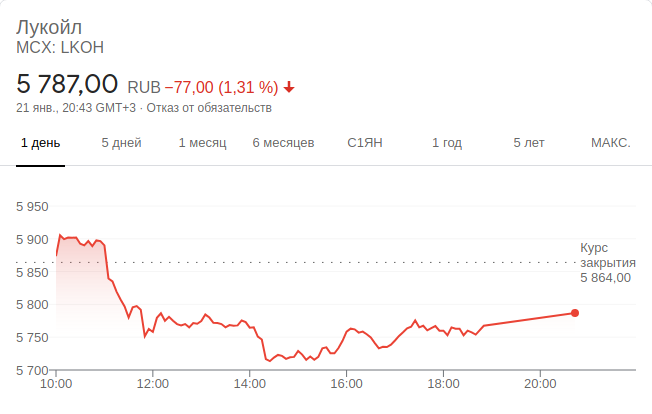 Лукойл
MCX: LKOH
5 787,00 RUB −77,00 (1,31 %)
21 янв., 20:43 GMT+3 · Отказ от обязательств
1 день 5 дней 1 месяц 6 месяцев С1ЯН 1 год 5 лет МАКС.
5 950
5 900
Курс
закрытия
5 864,00
5 850
5 800
5 750
5 700
10:00 12:00 14:00 16:00 18:00 20:00